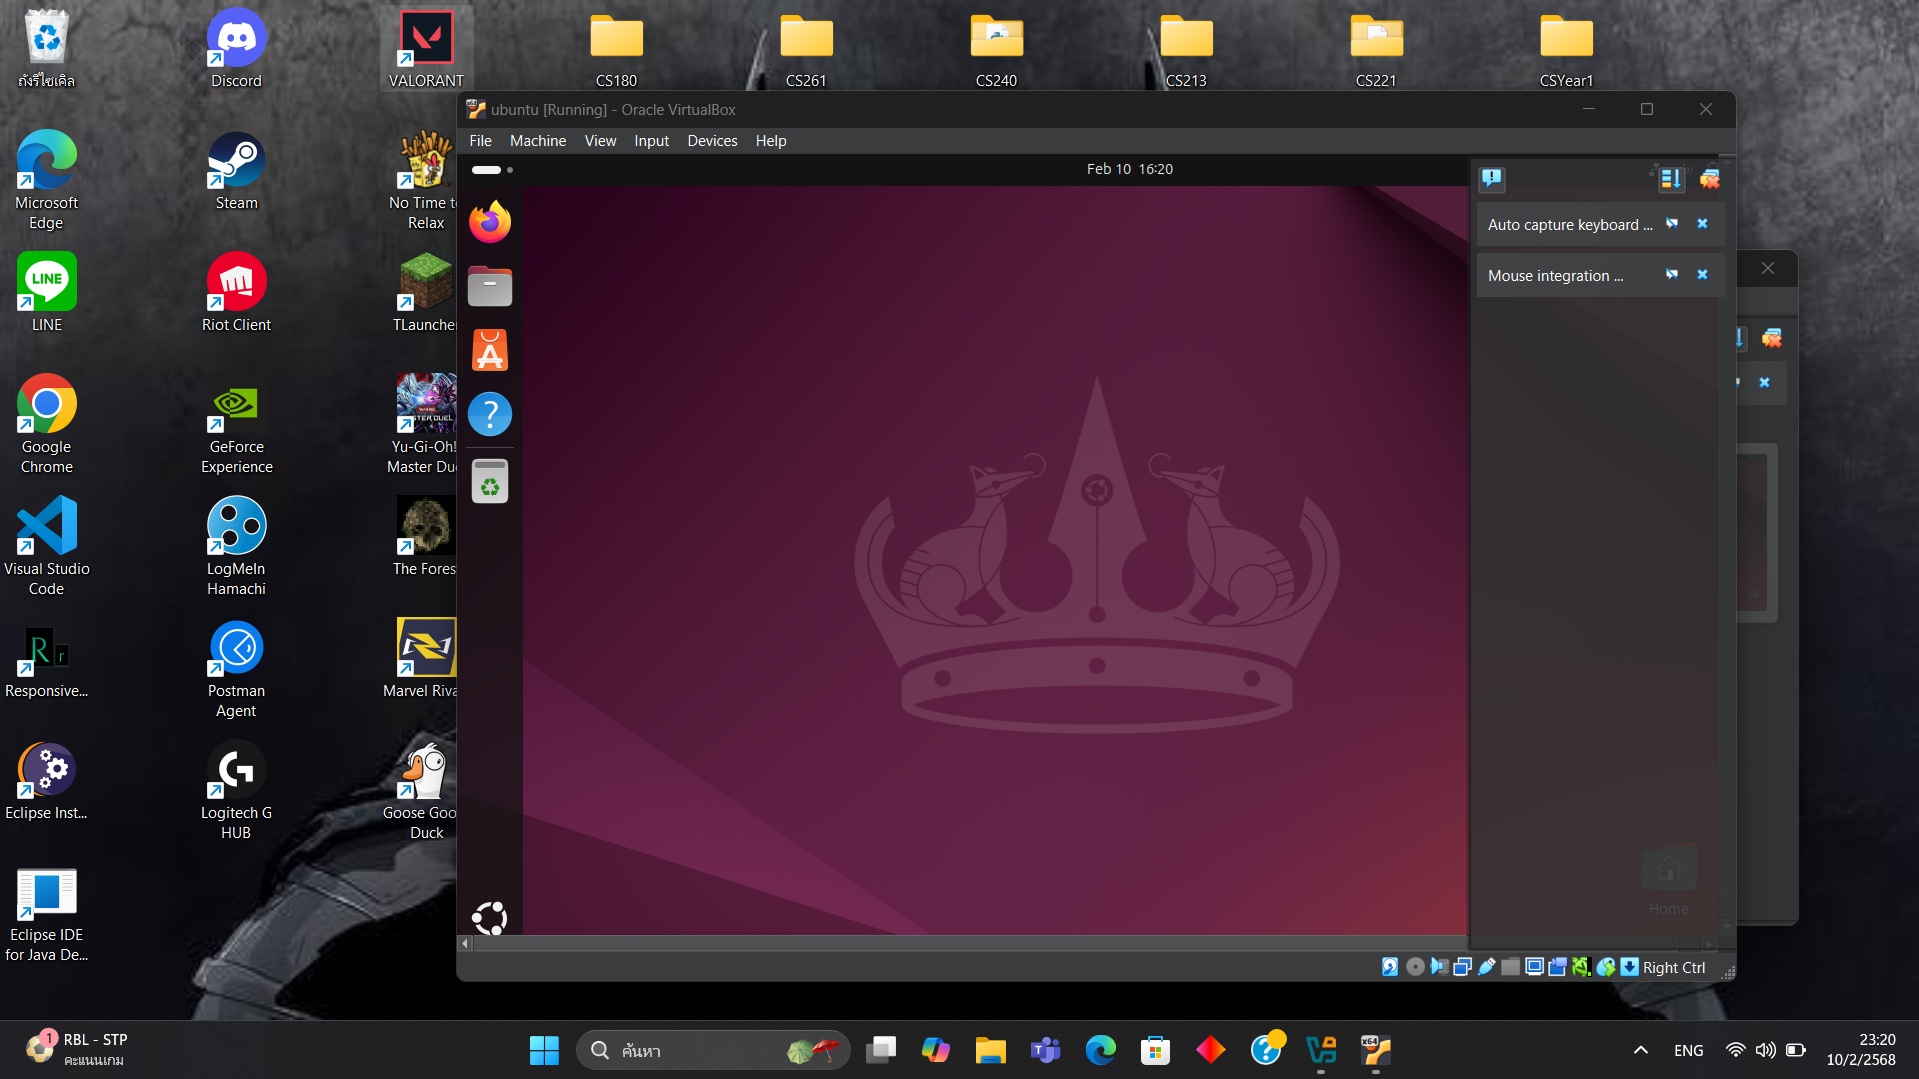 ถังรีไซเคิล
Discord
VALORANT
CS180
CS261
CS240
CS213
CS221
CSYear1
ubuntu [Running] - Oracle VirtualBox
File Machine View Input Devices Help
Feb 10 16:20
Auto capture keyboard ...
Mouse integration ...
Microsoft
Edge
Steam
No Time to
Relax
LINE
LINE
Riot Client
TLauncher
Google
Chrome
GeForce
Experience
Yu-Gi-Oh!
Master Du
Visual Studio
Code
LogMeIn
Hamachi
The Fores
Responsive...
Postman
Agent
Marvel Riva
Eclipse Inst...
Logitech G
HUB
Goose Goo
Duck
Eclipse IDE
for Java De...
Home
Right Ctrl
1
RBL - STP
คะแนนเกม
ค้นหา
ENG
23:20
10/2/2568